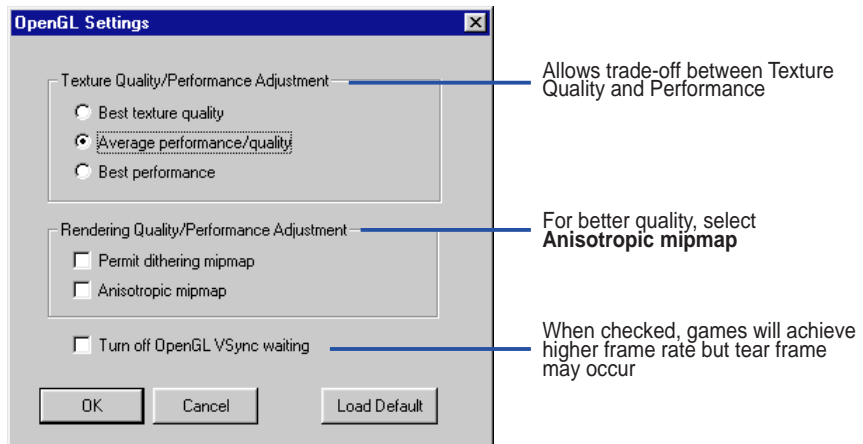 OpenGL Settings
Texture Quality/Performance Adjustment
Best texture quality
Average performance/quality
Best performance
Allows trade-off between Texture
Quality and Performance
Rendering Quality/Performance Adjustment
Permit dithering mipmap
Anisotropic mipmap
For better quality, select
Anisotropic mipmap
Turn off OpenGL VSync waiting
When checked, games will achieve
higher frame rate but tear frame
may occur
OK
Cancel
Load Default